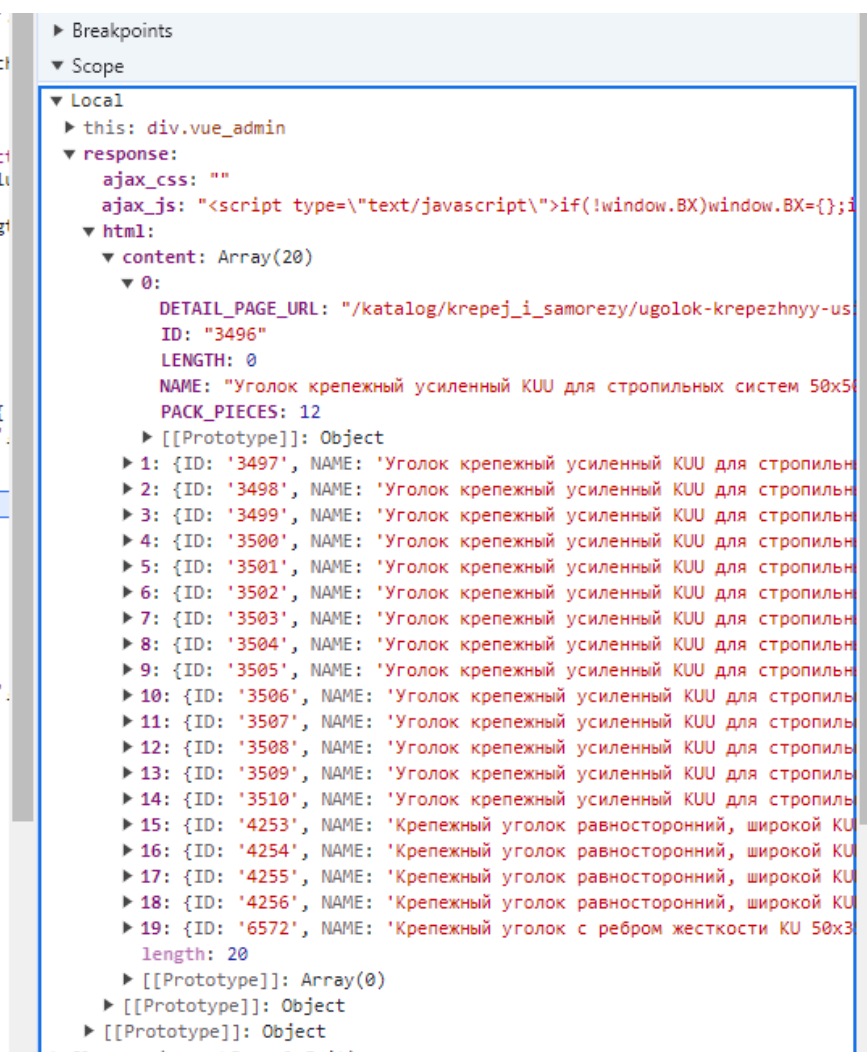 Breakpoints
Scope
Local
this: div.vue_admin
response:
ajax_css: ""
ajax_js: "<script type=\"text/javascript\">if(!window.BX)window.BX={};i
html:
content: Array(20)
0:
DETAIL_PAGE_URL: "/katalog/krepej_i_samorezy/ugolok-krepezhnyy-us
ID: "3496"
LENGTH: 0
NAME: "Уголок крепежный усиленный KUU для стропильных систем 50x5
PACK_PIECES: 12
[[Prototype]]: Object
1: {ID: '3497', NAME: 'Уголок крепежный усиленный KUU для стропильн
2: {ID: '3498', NAME: 'Уголок крепежный усиленный KUU для стропильн
3: {ID: '3499', NAME: 'Уголок крепежный усиленный KUU для стропильн
4: {ID: '3500', NAME: 'Уголок крепежный усиленный KUU для стропильн
5: {ID: '3501', NAME: 'Уголок крепежный усиленный KUU для стропильн
6: {ID: '3502', NAME: 'Уголок крепежный усиленный KUU для стропильн
7: {ID: '3503', NAME: 'Уголок крепежный усиленный KUU для стропильн
8: {ID: '3504', NAME: 'Уголок крепежный усиленный KUU для стропильн
9: {ID: '3505', NAME: 'Уголок крепежный усиленный KUU для стропильн
10: {ID: '3506', NAME: 'Уголок крепежный усиленный KUU для стропиль
11: {ID: '3507', NAME: 'Уголок крепежный усиленный KUU для стропиль
12: {ID: '3508', NAME: 'Уголок крепежный усиленный KUU для стропиль
13: {ID: '3509', NAME: 'Уголок крепежный усиленный KUU для стропиль
14: {ID: '3510', NAME: 'Уголок крепежный усиленный KUU для стропиль
15: {ID: '4253', NAME: 'Крепежный уголок равносторонний, широкой KU
16: {ID: '4254', NAME: 'Крепежный уголок равносторонний, широкой KU
17: {ID: '4255', NAME: 'Крепежный уголок равносторонний, широкой KU
18: {ID: '4256', NAME: 'Крепежный уголок равносторонний, широкой KU
19: {ID: '6572', NAME: 'Крепежный уголок с ребром жесткости KU 50x3
length: 20
[[Prototype]]: Array(0)
[[Prototype]]: Object
[[Prototype]]: Object